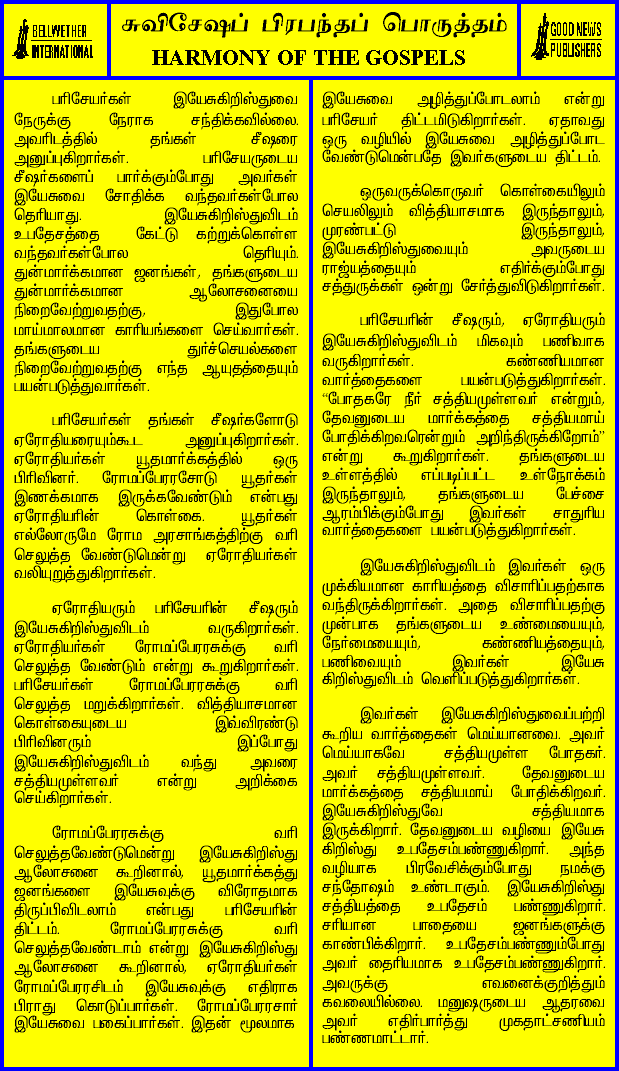 BELLWETHER
INTERNATIONAL
சுவிசேஷப் பிரபந்தப் பொருத்தம்
HARMONY OF THE GOSPELS
GOOD NEWS
PUBLISHERS
பரிசேயர்கள் இயேசுகிறிஸ்துவை
நேருக்கு நேராக சந்திக்கவில்லை.
அவரிடத்தில் தங்கள் சீஷரை
அனுப்புகிறார்கள். பரிசேயருடைய
சீஷர்களைப் பார்க்கும்போது அவர்கள்
இயேசுவை சோதிக்க வந்தவர்கள்போல
தெரியாது. இயேசுகிறிஸ்துவிடம்
உபதேசத்தை கேட்டு கற்றுக்கொள்ள
வந்தவர்கள்போல தெரியும்.
துன்மார்க்கமான ஜனங்கள், தங்களுடைய
துன்மார்க்கமான ஆலோசனையை
நிறைவேற்றுவதற்கு, இதுபோல
மாய்மாலமான காரியங்களை செய்வார்கள்.
தங்களுடைய துர்ச்செயல்களை
நிறைவேற்றுவதற்கு எந்த ஆயுதத்தையும்
பயன்படுத்துவார்கள்.
பரிசேயர்கள் தங்கள் சீஷர்களோடு
ஏரோதியரையும்கூட அனுப்புகிறார்கள்.
ஏரோதியர்கள் யூதமார்க்கத்தில் ஒரு
பிரிவினர். ரோமப்பேரரசோடு யூதர்கள்
இணக்கமாக இருக்கவேண்டும் என்பது
ஏரோதியரின் கொள்கை. யூதர்கள்
எல்லோருமே ரோம அரசாங்கத்திற்கு வரி
செலுத்த வேண்டுமென்று ஏரோதியர்கள்
வலியுறுத்துகிறார்கள்.
ஏரோதியரும் பரிசேயரின் சீஷரும்
இயேசுகிறிஸ்துவிடம் வருகிறார்கள்.
ஏரோதியர்கள் ரோமப்பேரரசுக்கு வரி
செலுத்த வேண்டும் என்று கூறுகிறார்கள்.
பரிசேயர்கள் ரோமப்பேரரசுக்கு வரி
செலுத்த மறுக்கிறார்கள். வித்தியாசமான
கொள்கையுடைய இவ்விரண்டு
பிரிவினரும் இப்போது
இயேசுகிறிஸ்துவிடம் வந்து அவரை
சத்தியமுள்ளவர் என்று அறிக்கை
செய்கிறார்கள்.
ரோமப்பேரரசுக்கு வரி
செலுத்தவேண்டுமென்று இயேசுகிறிஸ்து
ஆலோசனை கூறினால், யூதமார்க்கத்து
ஜனங்களை இயேசுவுக்கு விரோதமாக
திருப்பிவிடலாம் என்பது பரிசேயரின்
திட்டம். ரோமப்பேரரசுக்கு வரி
செலுத்தவேண்டாம் என்று இயேசுகிறிஸ்து
ஆலோசனை கூறினால், ஏரோதியர்கள்
ரோமப்பேரரசிடம் இயேசுவுக்கு எதிராக
பிராது கொடுப்பார்கள். ரோமப்பேரரசார்
இயேசுவை பகைப்பார்கள். இதன் மூலமாக
இயேசுவை அழித்துப்போடலாம் என்று
பரிசேயர் திட்டமிடுகிறார்கள். ஏதாவது
ஒரு வழியில் இயேசுவை அழித்துப்போட
வேண்டுமென்பதே இவர்களுடைய திட்டம்.
ஒருவருக்கொருவர் கொள்கையிலும்
செயலிலும் வித்தியாசமாக இருந்தாலும்,
முரண்பட்டு இருந்தாலும்,
இயேசுகிறிஸ்துவையும் அவருடைய
ராஜ்யத்தையும் எதிர்க்கும்போது
சத்துருக்கள் ஒன்று சேர்த்துவிடுகிறார்கள்.
பரிசேயரின் சீஷரும், ஏரோதியரும்
இயேசுகிறிஸ்துவிடம் மிகவும் பணிவாக
வருகிறார்கள். கண்ணியமான
வார்த்தைகளை பயன்படுத்துகிறார்கள்.
“போதகரே நீர் சத்தியமுள்ளவர் என்றும்,
தேவனுடைய மார்க்கத்தை சத்தியமாய்
போதிக்கிறவரென்றும் அறிந்திருக்கிறோம்”
என்று கூறுகிறார்கள். தங்களுடைய
உள்ளத்தில் எப்படிப்பட்ட உள்நோக்கம்
இருந்தாலும், தங்களுடைய பேச்சை
ஆரம்பிக்கும்போது இவர்கள் சாதுரிய
வார்த்தைகளை பயன்படுத்துகிறார்கள்.
இயேசுகிறிஸ்துவிடம் இவர்கள் ஒரு
முக்கியமான காரியத்தை விசாரிப்பதற்காக
வந்திருக்கிறார்கள். அதை விசாரிப்பதற்கு
முன்பாக தங்களுடைய உண்மையையும்,
நேர்மையையும், கண்ணியத்தையும்,
பணிவையும் இவர்கள் இயேசு
கிறிஸ்துவிடம் வெளிப்படுத்துகிறார்கள்.
இவர்கள் இயேசுகிறிஸ்துவைப்பற்றி
கூறிய வார்த்தைகள் மெய்யானவை. அவர்
மெய்யாகவே சத்தியமுள்ள போதகர்.
அவர் சத்தியமுள்ளவர். தேவனுடைய
மார்க்கத்தை சத்தியமாய் போதிக்கிறவர்.
இயேசுகிறிஸ்துவே சத்தியமாக
இருக்கிறார். தேவனுடைய வழியை இயேசு
கிறிஸ்து உபதேசம்பண்ணுகிறார். அந்த
வழியாக பிரவேசிக்கும்போது நமக்கு
சந்தோஷம் உண்டாகும். இயேசுகிறிஸ்து
சத்தியத்தை உபதேசம் பண்ணுகிறார்.
சரியான பாதையை ஜனங்களுக்கு
காண்பிக்கிறார். உபதேசம்பண்ணும்போது
அவர் தைரியமாக உபதேசம்பண்ணுகிறார்.
அவருக்கு எவனைக்குறித்தும்
கவலையில்லை. மனுஷருடைய ஆதரவை
அவர் எதிர்பார்த்து முகதாட்சணியம்
பண்ணமாட்டார்.